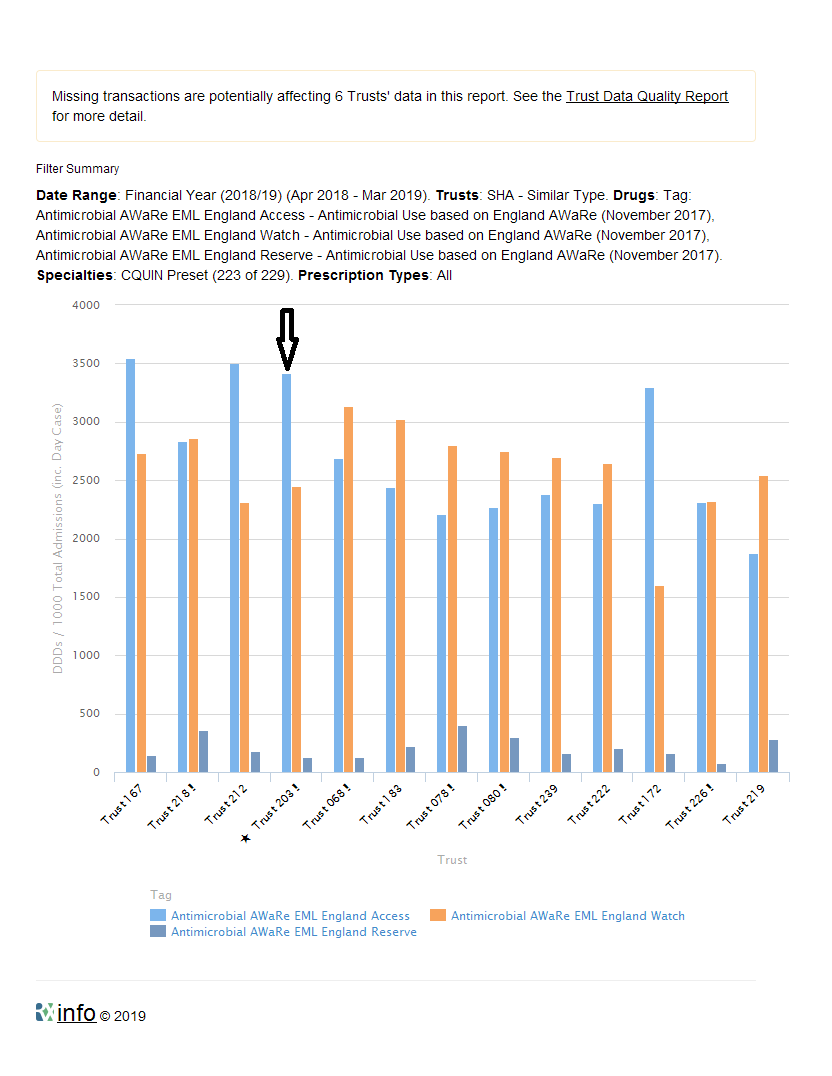 Missing transactions are potentially affecting 6 Trusts' data in this report. See the Trust Data Quality Report
for more detail.
Filter Summary
Date Range: Financial Year (2018/19) (Apr 2018 - Mar 2019). Trusts: SHA - Similar Type. Drugs: Tag:
Antimicrobial AWaRe EML England Access - Antimicrobial Use based on England AWaRe (November 2017),
Antimicrobial AWaRe EML England Watch - Antimicrobial Use based on England AWaRe (November 2017),
Antimicrobial AWaRe EML England Reserve - Antimicrobial Use based on England AWaRe (November 2017).
Specialties: CQUIN Preset (223 of 229). Prescription Types: All
DDDs / 1000 Total Admissions (inc. Day Case)
4000
3500
3000
2500
2000
1500
1000
500
0
Trust 167
Trust 218 !
Trust 212
★ Trust 203 !
Trust 068 !
Trust 183
Trust 078 !
Trust 080 !
Trust 239
Trust 222
Trust 172
Trust 226 !
Trust 219
Trust
Tag
Antimicrobial AWaRe EML England Access
Antimicrobial AWaRe EML England Watch
Antimicrobial AWaRe EML England Reserve
RXinfo © 2019